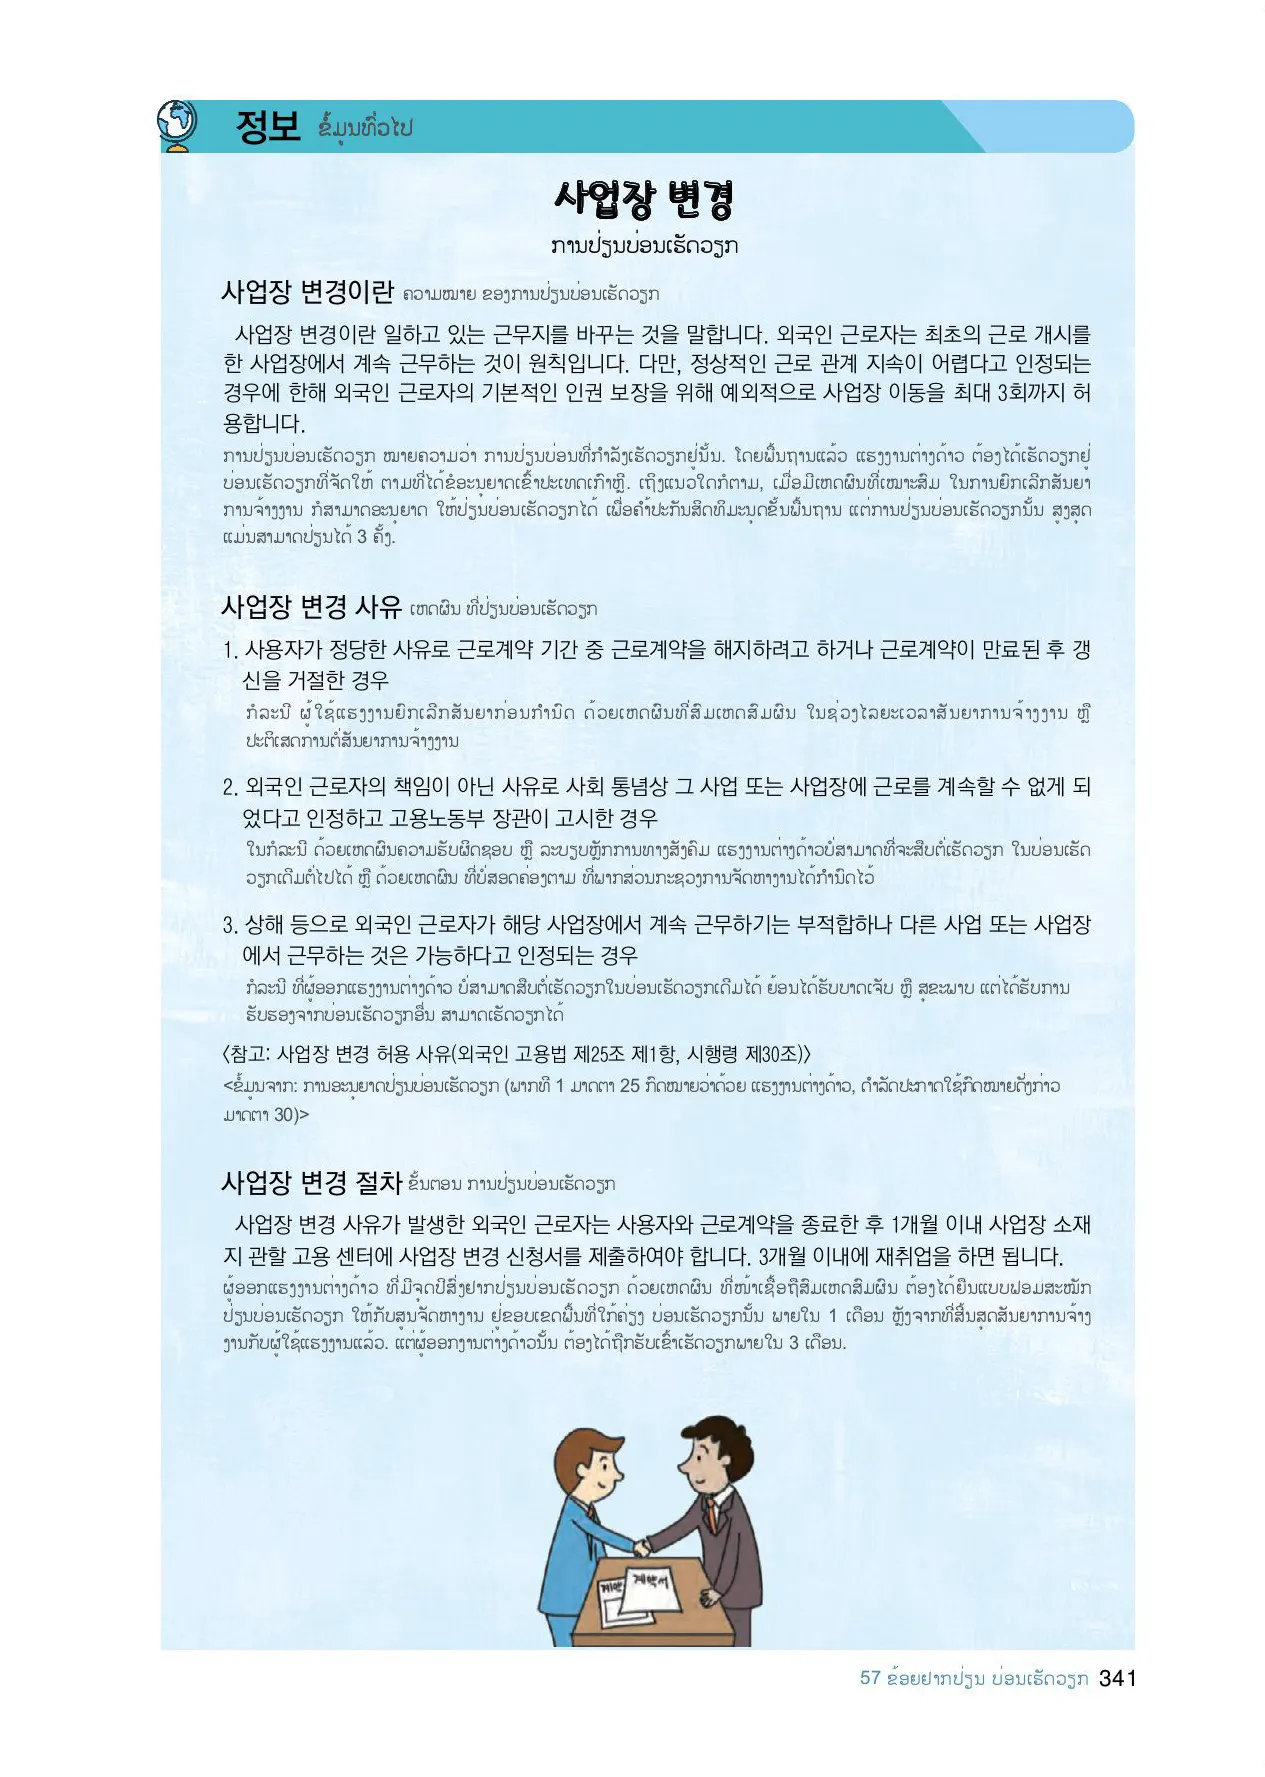 정보 ຂໍ້ມູນທົ່ວໄປ
사업장 변경
ການປ່ຽນບ່ອນເຮັດວຽກ
사업장 변경이란 ຄວາມໝາຍ ຂອງການປ່ຽນບ່ອນເຮັດວຽກ
사업장 변경이란 일하고 있는 근무지를 바꾸는 것을 말합니다. 외국인 근로자는 최초의 근로 개시를
한 사업장에서 계속 근무하는 것이 원칙입니다. 다만, 정상적인 근로 관계 지속이 어렵다고 인정되는
경우에 한해 외국인 근로자의 기본적인 인권 보장을 위해 예외적으로 사업장 이동을 최대 3회까지 허
용합니다.
ການປ່ຽນບ່ອນເຮັດວຽກ ໝາຍຄວາມວ່າ ການປ່ຽນບ່ອນທີ່ກຳລັງເຮັດວຽກຢູ່ນັ້ນ. ໂດຍພື້ນຖານແລ້ວ ແຮງງານຕ່າງດ້າວ ຕ້ອງໄດ້ເຮັດວຽກຢູ່
ບ່ອນເຮັດວຽກທີ່ຈັດໃຫ້ ຕາມທີ່ໄດ້ຂໍອະນຸຍາດເຂົ້າປະເທດເກົາຫຼີ. ເຖິງແນວໃດກໍຕາມ, ເມື່ອມີເຫດຜົນທີ່ເໝາະສົມ ໃນການຍົກເລີກສັນຍາ
ການຈ້າງງານ ກໍສາມາດອະນຸຍາດ ໃຫ້ປ່ຽນບ່ອນເຮັດວຽກໄດ້ ເພື່ອຄ້ຳປະກັນສິດທິມະນຸດຂັ້ນພື້ນຖານ ແຕ່ການປ່ຽນບ່ອນເຮັດວຽກນັ້ນ ສູງສຸດ
ແມ່ນສາມາດປ່ຽນໄດ້ 3 ຄັ້ງ.
사업장 변경 사유 ເຫດຜົນ ທີ່ປ່ຽນບ່ອນເຮັດວຽກ
1. 사용자가 정당한 사유로 근로계약 기간 중 근로계약을 해지하려고 하거나 근로계약이 만료된 후 갱
신을 거절한 경우
ກໍລະນີ ຜູ້ໃຊ້ແຮງງານຍົກເລີກສັນຍາກ່ອນກຳນົດ ດ້ວຍເຫດຜົນທີ່ສົມເຫດສົມຜົນ ໃນຊ່ວງໄລຍະເວລາສັນຍາການຈ້າງງານ ຫຼື
ປະຕິເສດການຕໍ່ສັນຍາການຈ້າງງານ
2. 외국인 근로자의 책임이 아닌 사유로 사회 통념상 그 사업 또는 사업장에 근로를 계속할 수 없게 되
었다고 인정하고 고용노동부 장관이 고시한 경우
ໃນກໍລະນີ ດ້ວຍເຫດຜົນຄວາມຮັບຜິດຊອບ ຫຼື ລະບຽບຫຼັກການທາງສັງຄົມ ແຮງງານຕ່າງດ້າວບໍ່ສາມາດທີ່ຈະສືບຕໍ່ເຮັດວຽກ ໃນບ່ອນເຮັດ
ວຽກເດີມຕໍ່ໄປໄດ້ ຫຼື ດ້ວຍເຫດຜົນ ທີ່ບໍ່ສອດຄ່ອງຕາມ ທີ່ພາກສ່ວນກະຊວງການຈັດຫາງານໄດ້ກຳນົດໄວ້
3. 상해 등으로 외국인 근로자가 해당 사업장에서 계속 근무하기는 부적합하나 다른 사업 또는 사업장
에서 근무하는 것은 가능하다고 인정되는 경우
ກໍລະນີ ທີ່ຜູ້ອອກແຮງງານຕ່າງດ້າວ ບໍ່ສາມາດສືບຕໍ່ເຮັດວຽກໃນບ່ອນເຮັດວຽກເດີມໄດ້ ຍ້ອນໄດ້ຮັບບາດເຈັບ ຫຼື ສຸຂະພາບ ແຕ່ໄດ້ຮັບການ
ຮັບຮອງຈາກບ່ອນເຮັດວຽກອື່ນ ສາມາດເຮັດວຽກໄດ້
〈참고: 사업장 변경 허용 사유(외국인 고용법 제25조 제1항, 시행령 제30조)〉
<ຂໍ້ມູນຈາກ: ການອະນຸຍາດປ່ຽນບ່ອນເຮັດວຽກ (ພາກທີ 1 ມາດຕາ 25 ກົດໝາຍວ່າດ້ວຍ ແຮງງານຕ່າງດ້າວ, ດຳລັດປະກາດໃຊ້ກົດໝາຍດັ່ງກ່າວ
ມາດຕາ 30)>
사업장 변경 절차 ຂັ້ນຕອນ ການປ່ຽນບ່ອນເຮັດວຽກ
사업장 변경 사유가 발생한 외국인 근로자는 사용자와 근로계약을 종료한 후 1개월 이내 사업장 소재
지 관할 고용 센터에 사업장 변경 신청서를 제출하여야 합니다. 3개월 이내에 재취업을 하면 됩니다.
ຜູ້ອອກແຮງງານຕ່າງດ້າວ ທີ່ມີຈຸດປິສິ່ງຢາກປ່ຽນບ່ອນເຮັດວຽກ ດ້ວຍເຫດຜົນ ທີ່ໜ້າເຊື່ອຖືສົມເຫດສົມຜົນ ຕ້ອງໄດ້ຍື່ນແບບຟອມສະໝັກ
ປ່ຽນບ່ອນເຮັດວຽກ ໃຫ້ກັບສູນຈັດຫາງານ ຢູ່ຂອບເຂດພື້ນທີ່ໃກ້ຄ່ຽງ ບ່ອນເຮັດວຽກນັ້ນ ພາຍໃນ 1 ເດືອນ ຫຼັງຈາກທີ່ສິ້ນສຸດສັນຍາການຈ້າງ
ງານກັບຜູ້ໃຊ້ແຮງງານແລ້ວ. ແຕ່ຜູ້ອອກງານຕ່າງດ້າວນັ້ນ ຕ້ອງໄດ້ຖືກຮັບເຂົ້າເຮັດວຽກພາຍໃນ 3 ເດືອນ.
계약 계약서
57 ຂ້ອຍຢາກປ່ຽນ ບ່ອນເຮັດວຽກ 341